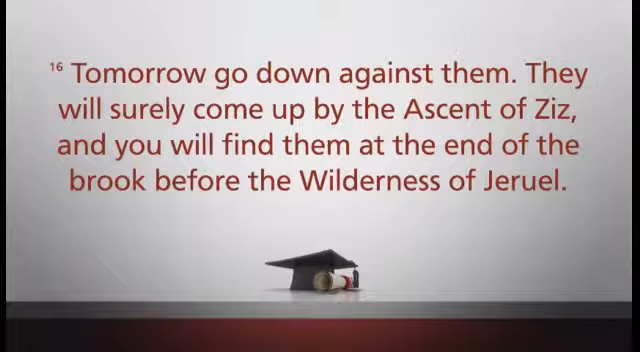 16 Tomorrow go down against them. They
will surely come up by the Ascent of Ziz,
and you will find them at the end of the
brook before the Wilderness of Jeruel.